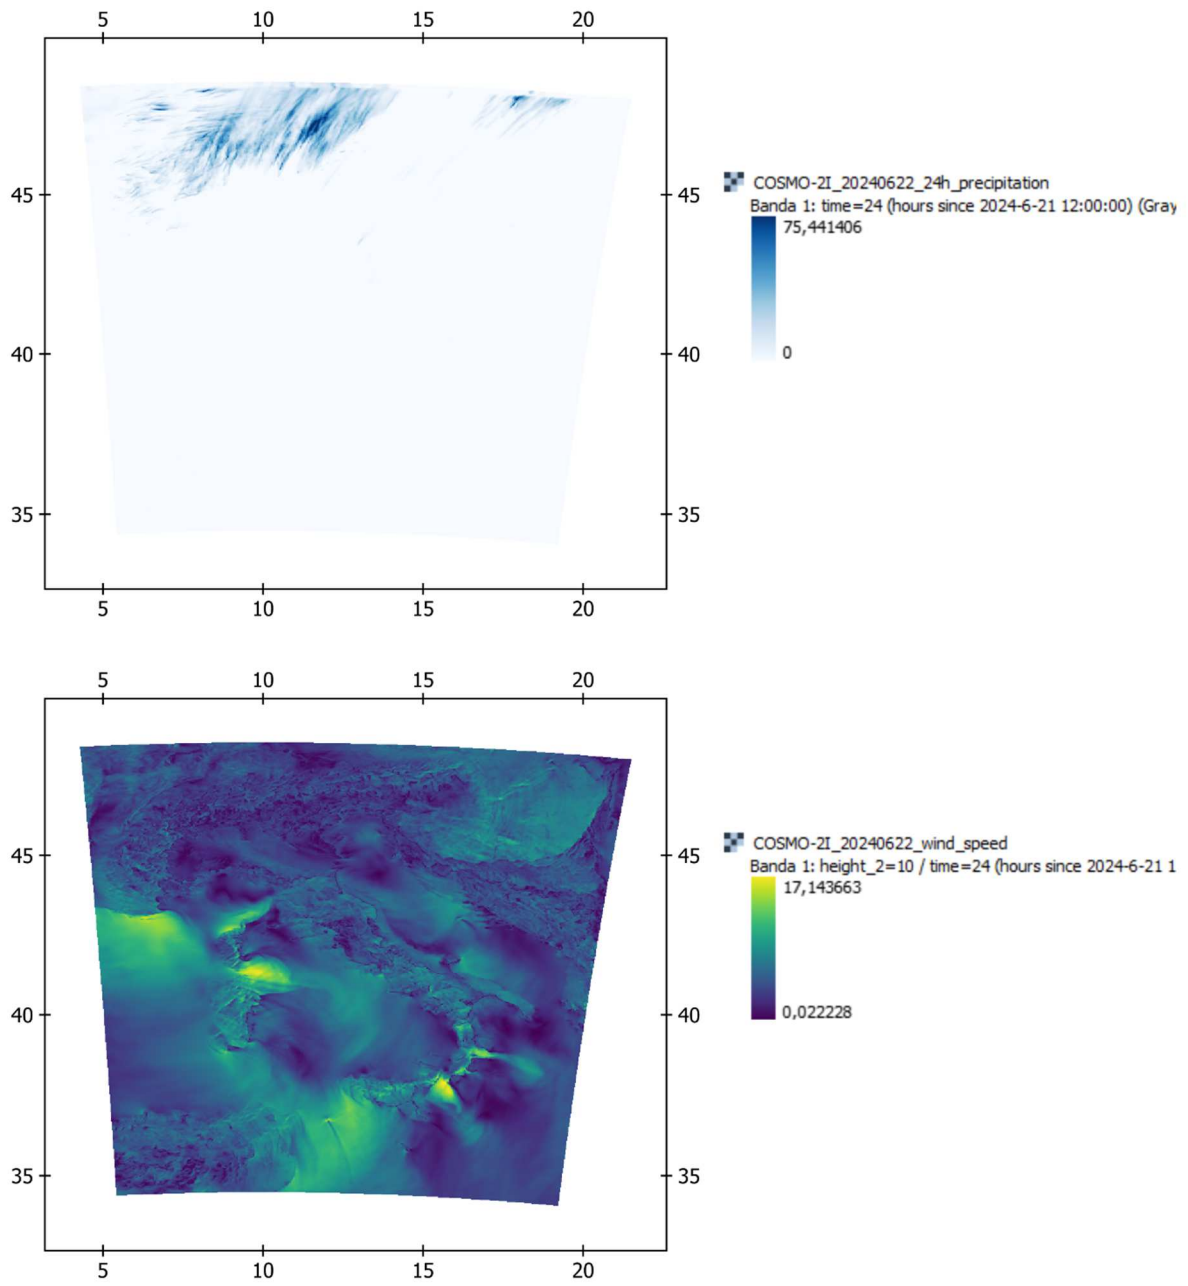 5 10 15 20
45 45
40 40
35 35
5 10 15 20
COSMO-2I_20240622_24h_precipitation
Banda 1: time=24 (hours since 2024-6-21 12:00:00) (Gray
75,441406
0
5 10 15 20
45 45
40 40
35 35
5 10 15 20
COSMO-2I_20240622_wind_speed
Banda 1: height_2=10 / time=24 (hours since 2024-6-21 1
17,143663
0,022228